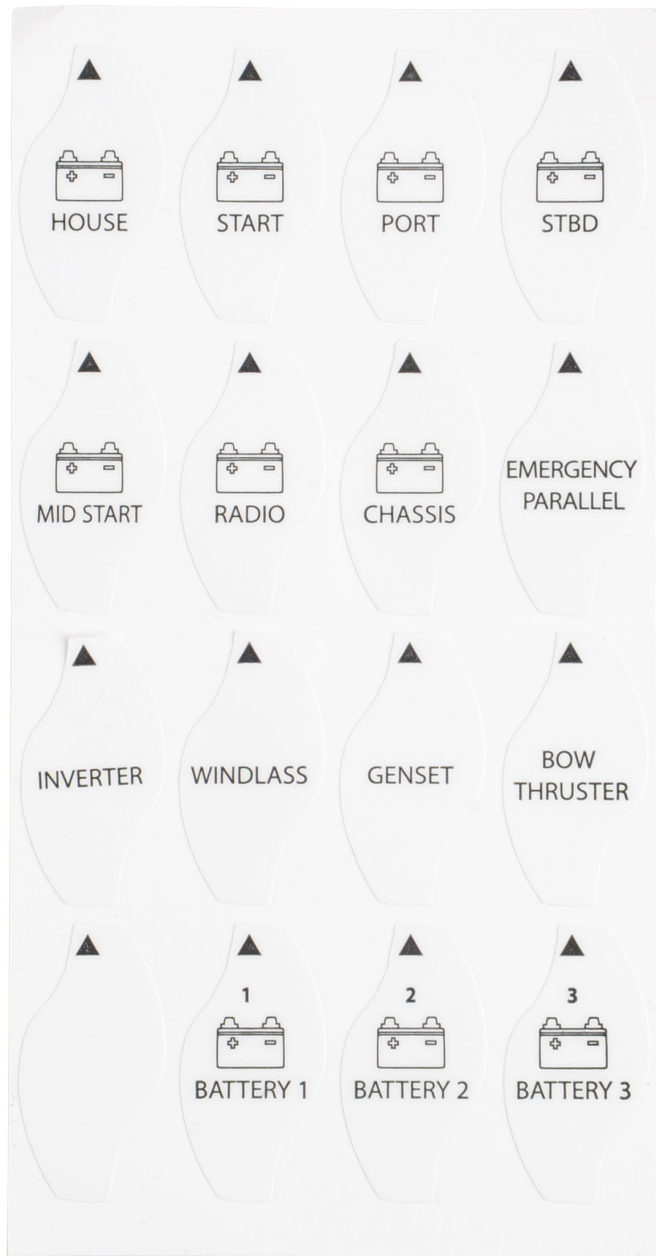 HOUSE
START
PORT
STBD
MID START
RADIO
CHASSIS
EMERGENCY
PARALLEL
INVERTER
WINDLASS
GENSET
BOW
THRUSTER
1
BATTERY 1
2
BATTERY 2
3
BATTERY 3